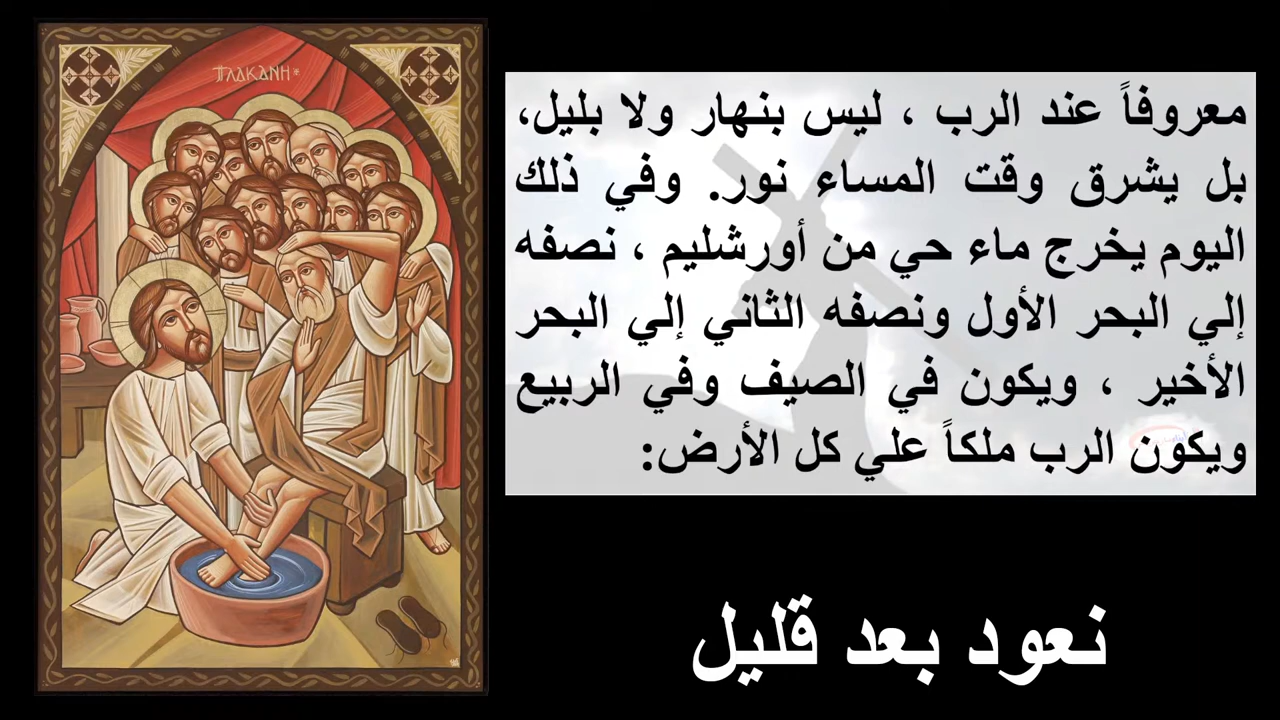 ⲠⲖⲀⲔⲀⲚⲎ
معروفاً عند الرب ، ليس بنهار ولا بليل،
بل يشرق وقت المساء نور. وفي ذلك
اليوم يخرج ماء حي من أورشليم ، نصفه
إلي البحر الأول ونصفه الثاني إلي البحر
الأخير ، ويكون في الصيف وفي الربيع
ويكون الرب ملكاً علي كل الأرض:
نعود بعد قليل